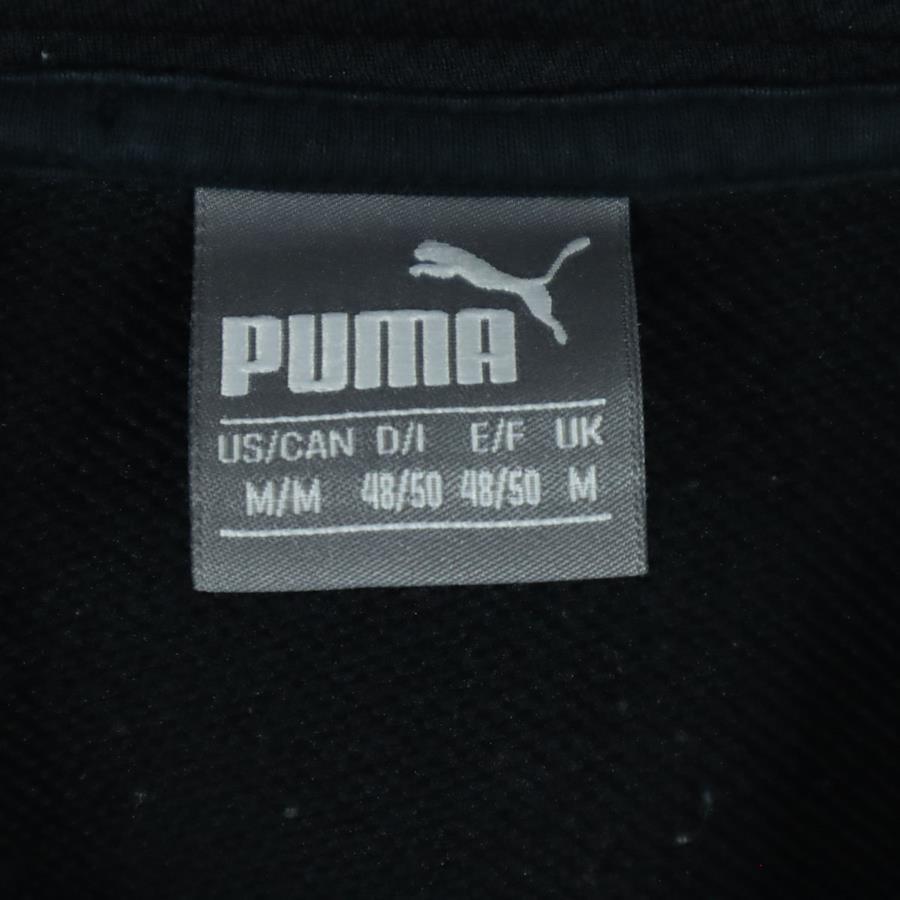 PUMA
US/CAN D/I E/F UK
M/M 48/50 48/50 M